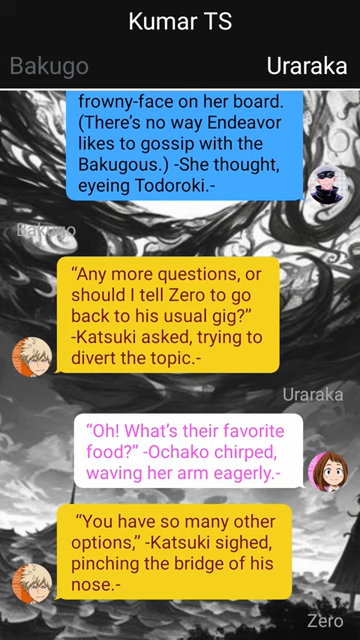 Kumar TS
Bakugo
Uraraka
frowny-face on her board.
(There's no way Endeavor
likes to gossip with the
Bakugous.) -She thought,
eyeing Todoroki.-
Bakugo
“Any more questions, or
should I tell Zero to go
back to his usual gig?”
-Katsuki asked, trying to
divert the topic.-
Uraraka
“Oh! What's their favorite
food?” -Ochako chirped,
waving her arm eagerly.-
“You have so many other
options,” -Katsuki sighed,
pinching the bridge of his
nose.-
Zero